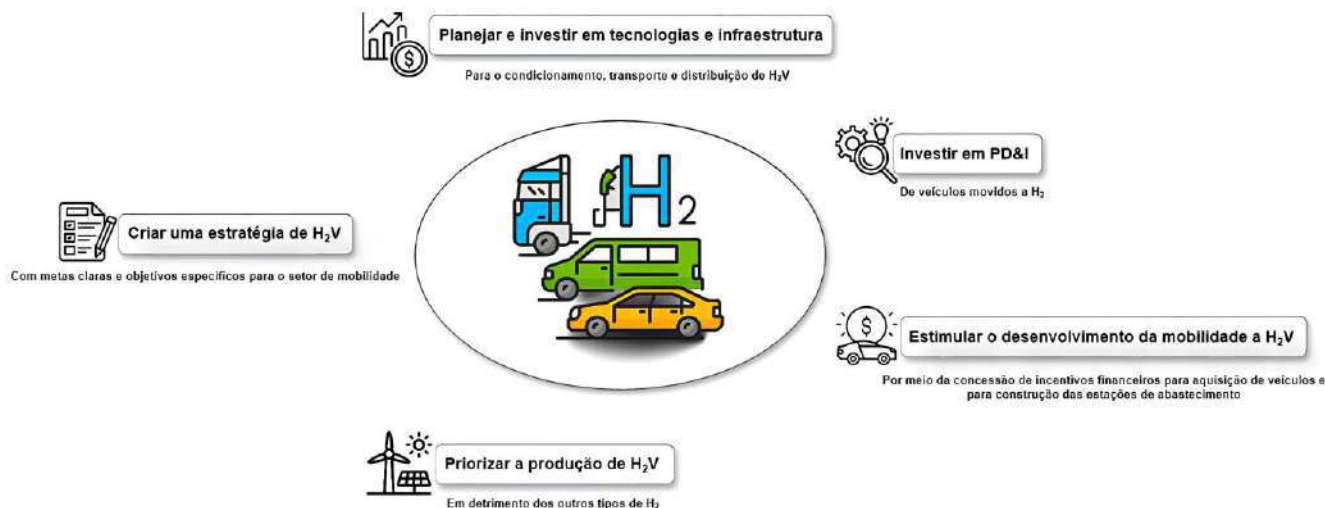 Planejar e investir em tecnologias e infraestrutura
Para o condicionamento, transporte e distribuição de H₂V
Investir em PD&I
De veículos movidos a H₂
H₂
Criar uma estratégia de H₂V
Com metas claras e objetivos específicos para o setor de mobilidade
Estimular o desenvolvimento da mobilidade a H₂V
Por meio da concessão de incentivos financeiros para aquisição de veículos e
para construção das estações de abastecimento
Priorizar a produção de H₂V
Em detrimento dos outros tipos de H₂